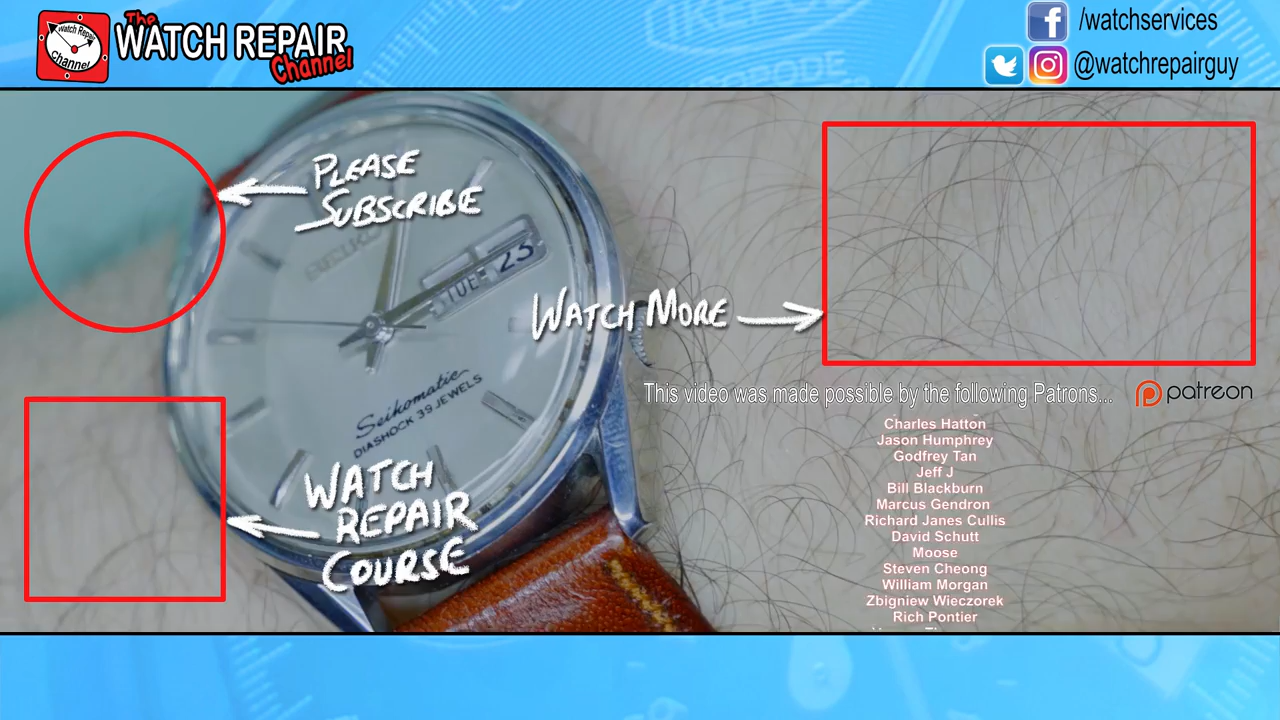 The
WATCH REPAIR
Channel
Watch Repair
Channel
/watchservices
@watchrepairguy
PLEASE
SUBSCRIBE
SEIKO
TUE 23
WATCH MORE
Seikomatic
DIASHOCK 39 JEWELS
WATCH
REPAIR
COURSE
This video was made possible by the following Patrons...
patreon
Charles Hatton
Jason Humphrey
Godfrey Tan
Jeff J
Bill Blackburn
Marcus Gendron
Richard Janes Cullis
David Schutt
Moose
Steven Cheong
William Morgan
Zbigniew Wieczorek
Rich Pontier